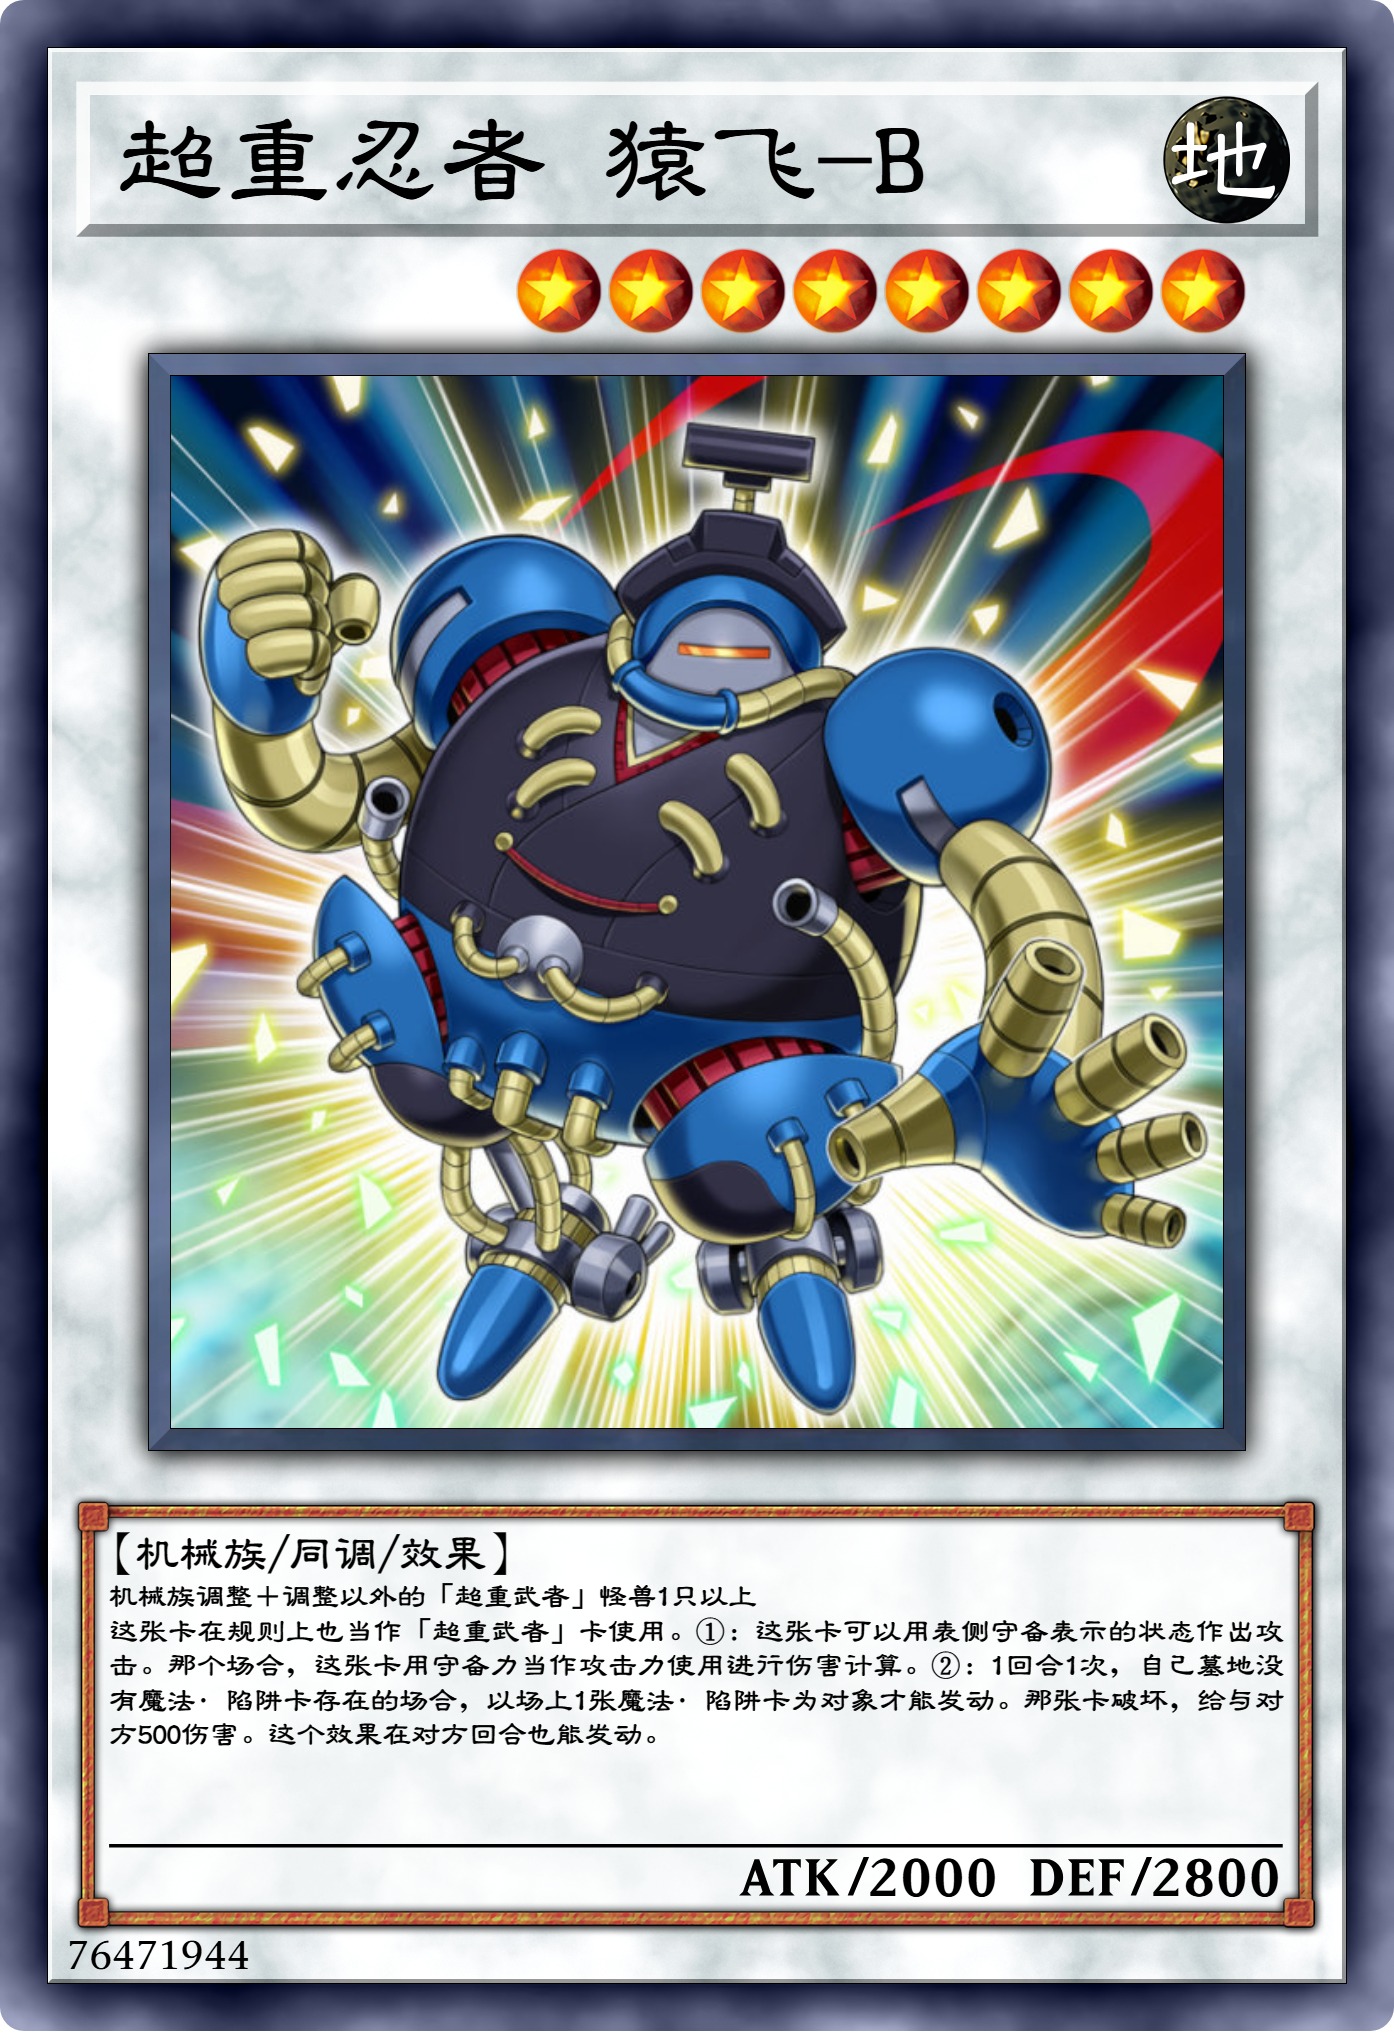 超重忍者 猿飞-B
地
【机械族/同调/效果】
机械族调整＋调整以外的「超重武者」怪兽1只以上
这张卡在规则上也当作「超重武者」卡使用。①：这张卡可以用表侧守备表示的状态作出攻
击。那个场合，这张卡用守备力当作攻击力使用进行伤害计算。②：1回合1次，自己墓地没
有魔法·陷阱卡存在的场合，以场上1张魔法·陷阱卡为对象才能发动。那张卡破坏，给与对
方500伤害。这个效果在对方回合也能发动。
ATK/2000 DEF/2800
76471944